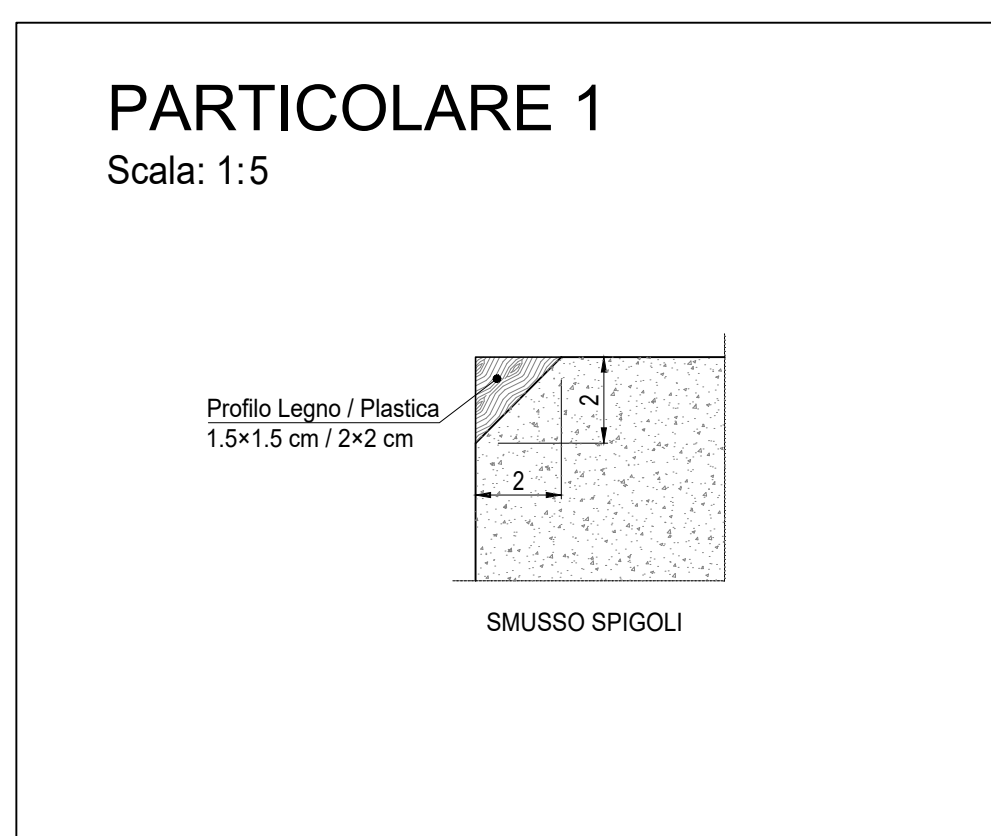 PARTICOLARE 1
Scala: 1:5
Profilo Legno / Plastica
1.5×1.5 cm / 2×2 cm
2
2
SMUSSO SPIGOLI